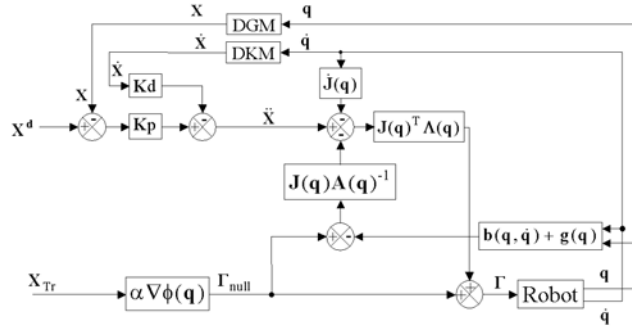 X DGM q
Ẋ DKM q̇
Ẋ Kd J̇(q)
X
X^d + - Kp + - Ẍ + - - J(q)^T Λ(q)
J(q)A(q)^-1
+ - b(q, q̇) + g(q)
X_Tr α∇ϕ(q) Γ_null + + Γ Robot q
q̇